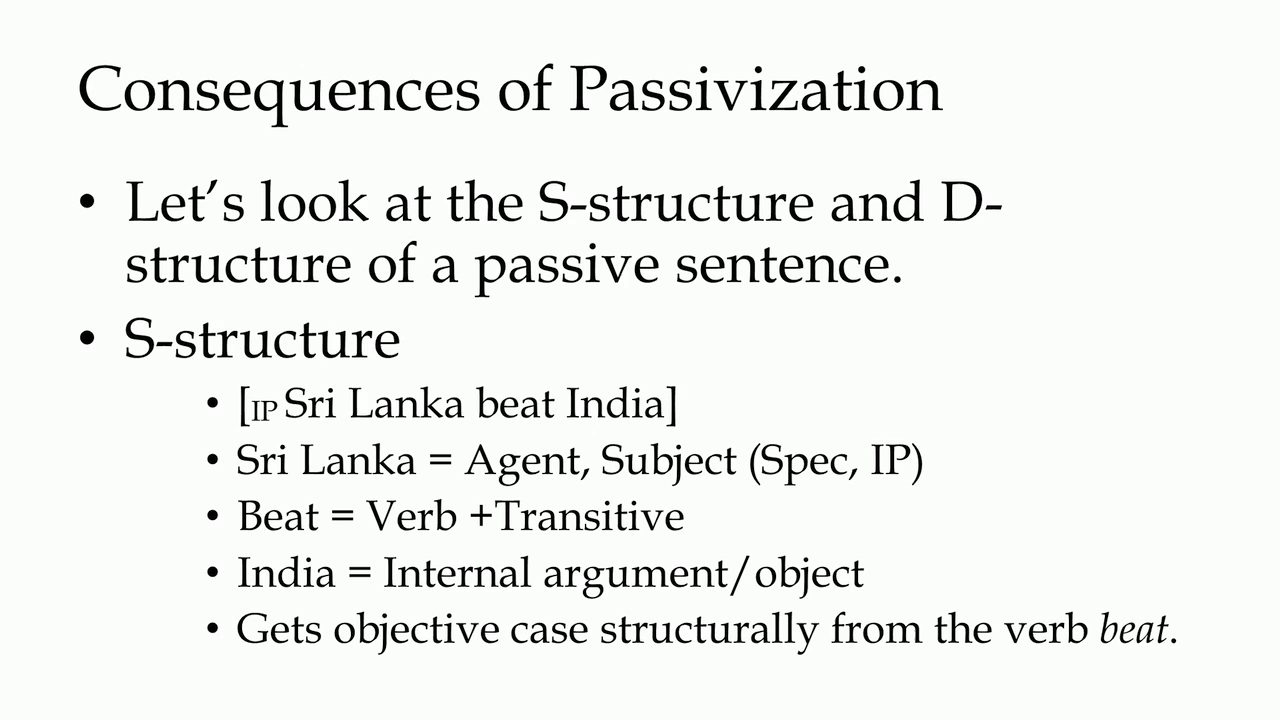 Consequences of Passivization
• Let’s look at the S-structure and D-
structure of a passive sentence.
• S-structure
• [IP Sri Lanka beat India]
• Sri Lanka = Agent, Subject (Spec, IP)
• Beat = Verb +Transitive
• India = Internal argument/object
• Gets objective case structurally from the verb beat.